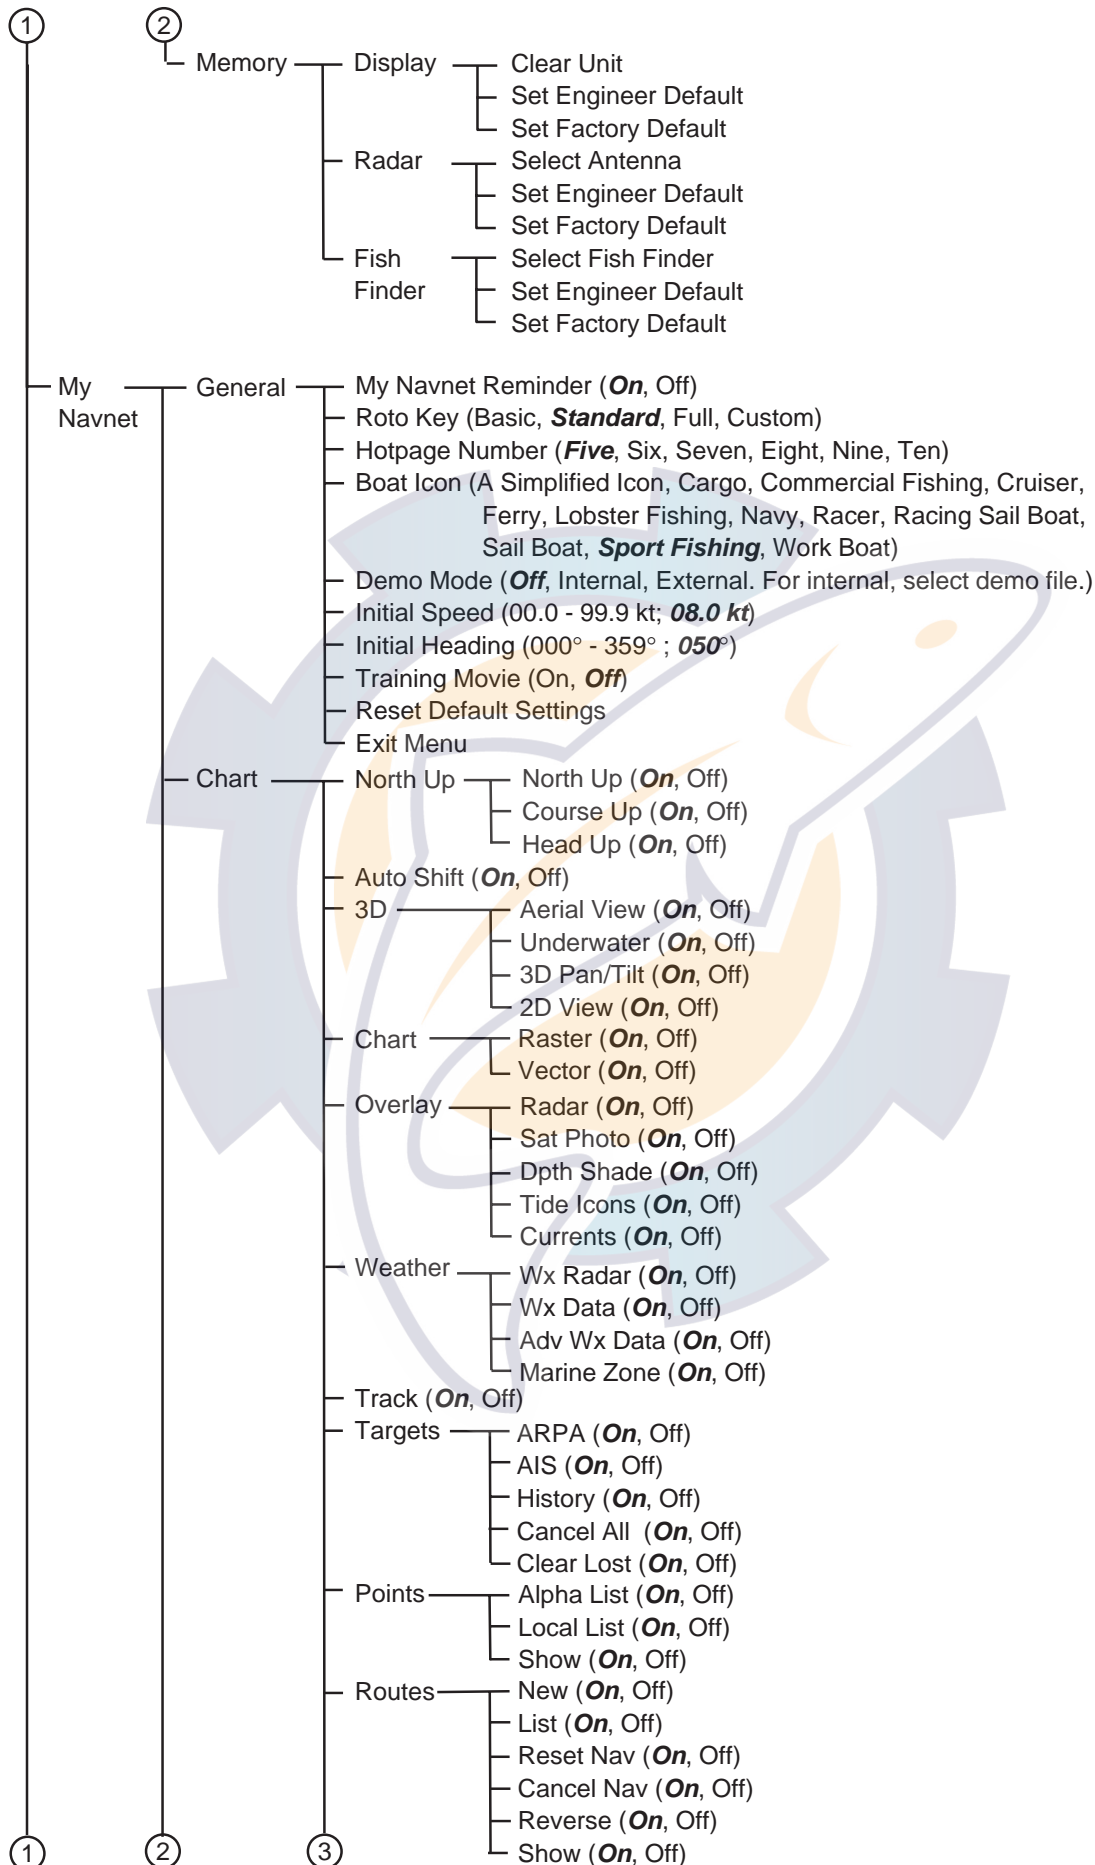 1 2
Memory Display Clear Unit
Set Engineer Default
Set Factory Default
Radar Select Antenna
Set Engineer Default
Set Factory Default
Fish Select Fish Finder
Finder Set Engineer Default
Set Factory Default
My General My Navnet Reminder (On, Off)
Navnet Roto Key (Basic, Standard, Full, Custom)
Hotpage Number (Five, Six, Seven, Eight, Nine, Ten)
Boat Icon (A Simplified Icon, Cargo, Commercial Fishing, Cruiser,
Ferry, Lobster Fishing, Navy, Racer, Racing Sail Boat,
Sail Boat, Sport Fishing, Work Boat)
Demo Mode (Off, Internal, External. For internal, select demo file.)
Initial Speed (00.0 - 99.9 kt; 08.0 kt)
Initial Heading (000° - 359° ; 050°)
Training Movie (On, Off)
Reset Default Settings
Exit Menu
Chart North Up North Up (On, Off)
Course Up (On, Off)
Head Up (On, Off)
Auto Shift (On, Off)
3D Aerial View (On, Off)
Underwater (On, Off)
3D Pan/Tilt (On, Off)
2D View (On, Off)
Chart Raster (On, Off)
Vector (On, Off)
Overlay Radar (On, Off)
Sat Photo (On, Off)
Dpth Shade (On, Off)
Tide Icons (On, Off)
Currents (On, Off)
Weather Wx Radar (On, Off)
Wx Data (On, Off)
Adv Wx Data (On, Off)
Marine Zone (On, Off)
Track (On, Off)
Targets ARPA (On, Off)
AIS (On, Off)
History (On, Off)
Cancel All (On, Off)
Clear Lost (On, Off)
Points Alpha List (On, Off)
Local List (On, Off)
Show (On, Off)
Routes New (On, Off)
List (On, Off)
Reset Nav (On, Off)
Cancel Nav (On, Off)
Reverse (On, Off)
1 2 3 Show (On, Off)